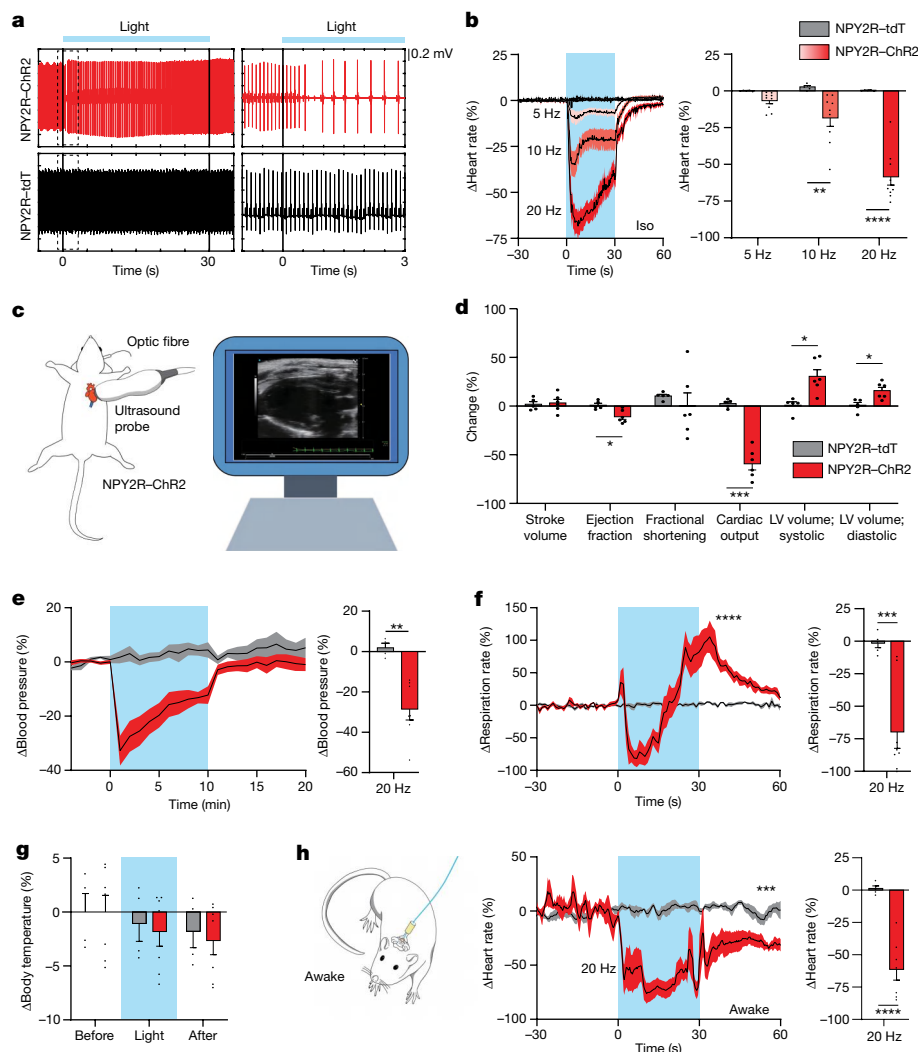 a
Light
Light
0.2 mV
NPY2R–ChR2
NPY2R–tdT
0
30
0
3
Time (s)
Time (s)
b
NPY2R–tdT
NPY2R–ChR2
ΔHeart rate (%)
25
0
−25
−50
−75
5 Hz
10 Hz
20 Hz
Iso
−30
0
30
60
Time (s)
ΔHeart rate (%)
25
0
−25
−50
−75
−100
**
****
5 Hz
10 Hz
20 Hz
c
Optic fibre
Ultrasound
probe
NPY2R–ChR2
d
Change (%)
100
50
0
−50
−100
*
***
*
*
NPY2R–tdT
NPY2R–ChR2
Stroke
volume
Ejection
fraction
Fractional
shortening
Cardiac
output
LV volume;
systolic
LV volume;
diastolic
e
ΔBlood pressure (%)
20
0
−20
−40
0
5
10
15
20
Time (min)
ΔBlood pressure (%)
20
0
−20
−40
−60
**
20 Hz
f
ΔRespiration rate (%)
150
100
50
0
−50
−100
****
−30
0
30
60
Time (s)
ΔRespiration rate (%)
25
0
−25
−50
−75
−100
***
20 Hz
g
ΔBody temperature (%)
5
0
−5
−10
Before
Light
After
h
Awake
ΔHeart rate (%)
50
0
−50
−100
***
20 Hz
Awake
−30
0
30
60
Time (s)
ΔHeart rate (%)
25
0
−25
−50
−75
−100
****
20 Hz